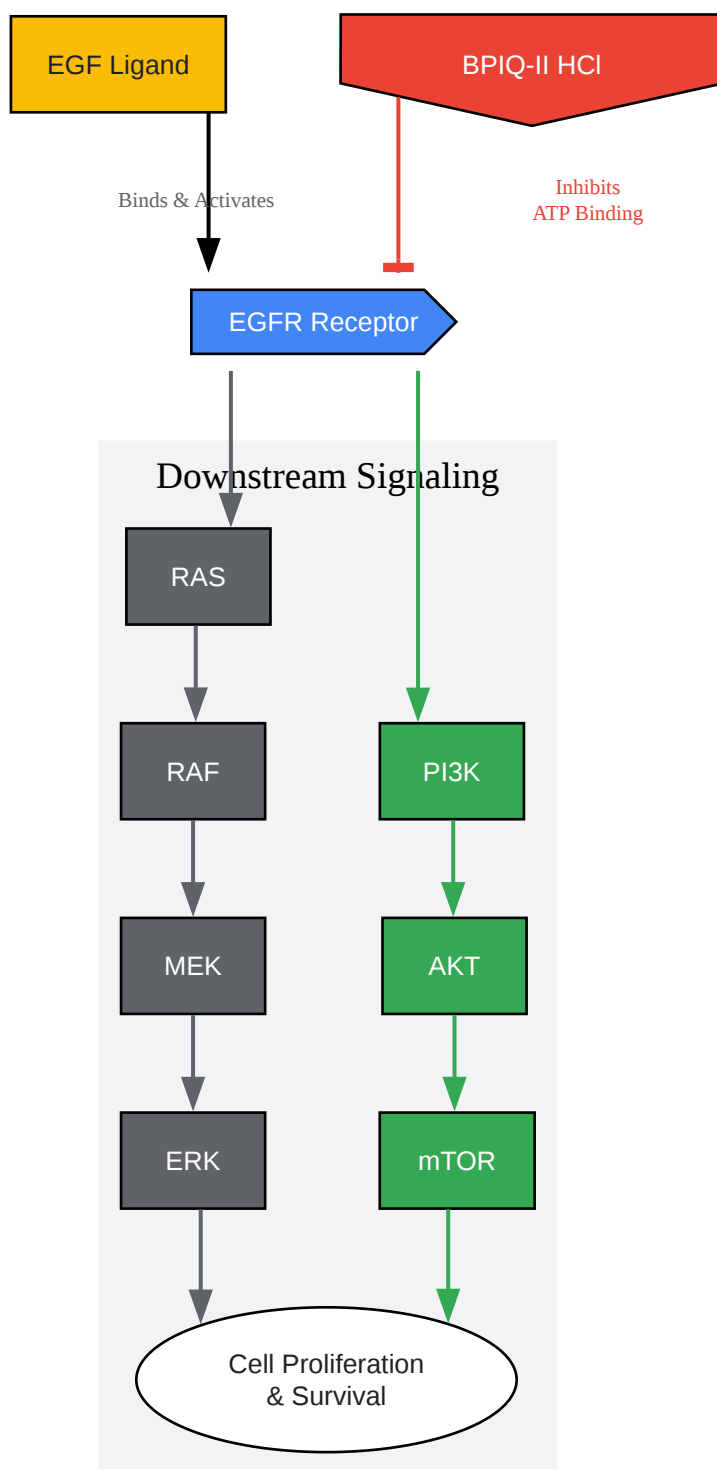 EGF Ligand
BPIQ-II HCl
Binds & Activates
Inhibits
ATP Binding
EGFR Receptor
Downstream Signaling
RAS
RAF
PI3K
MEK
AKT
ERK
mTOR
Cell Proliferation
& Survival